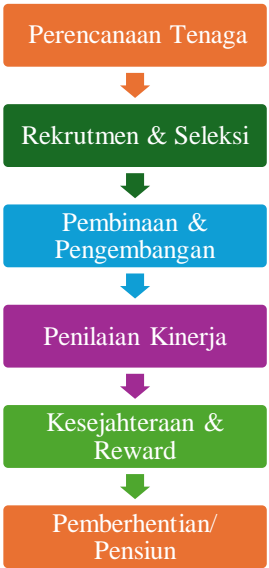 Perencanaan Tenaga
Rekrutmen & Seleksi
Pembinaan &
Pengembangan
Penilaian Kinerja
Kesejahteraan &
Reward
Pemberhentian/
Pensiun